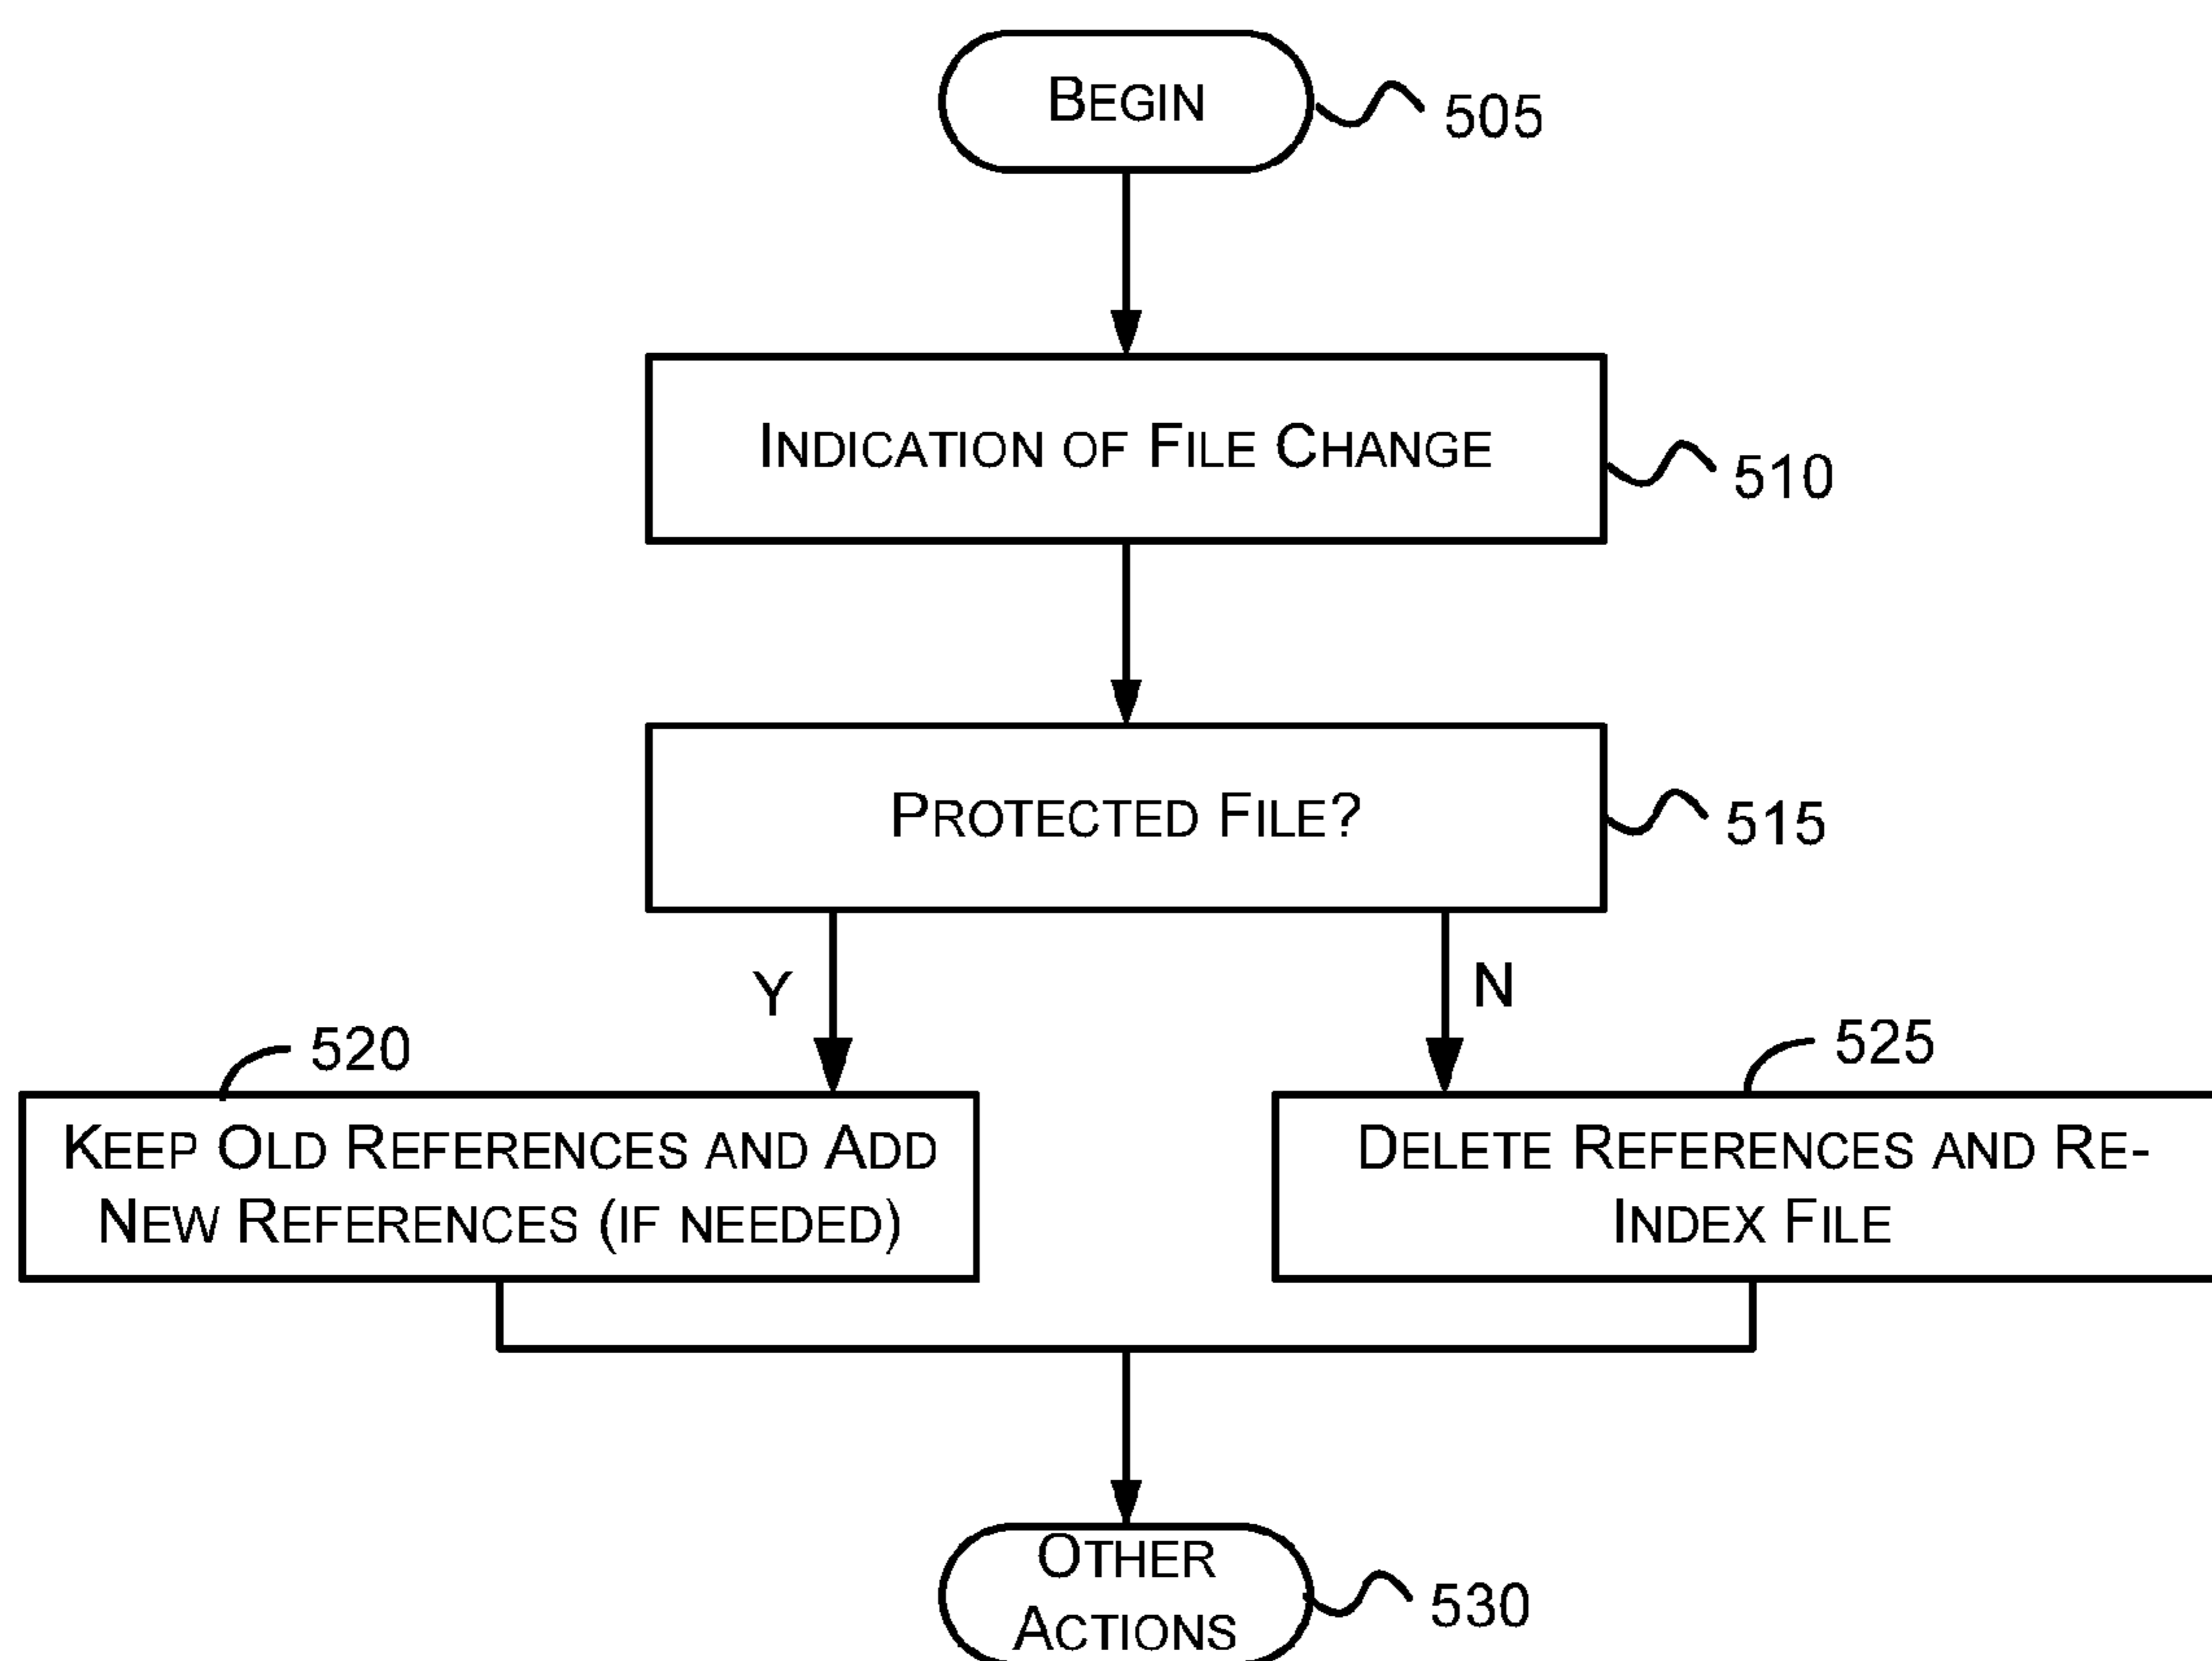 BEGIN
505
INDICATION OF FILE CHANGE
510
PROTECTED FILE?
515
Y
N
520
525
KEEP OLD REFERENCES AND ADD
NEW REFERENCES (IF NEEDED)
DELETE REFERENCES AND RE-
INDEX FILE
OTHER
ACTIONS
530